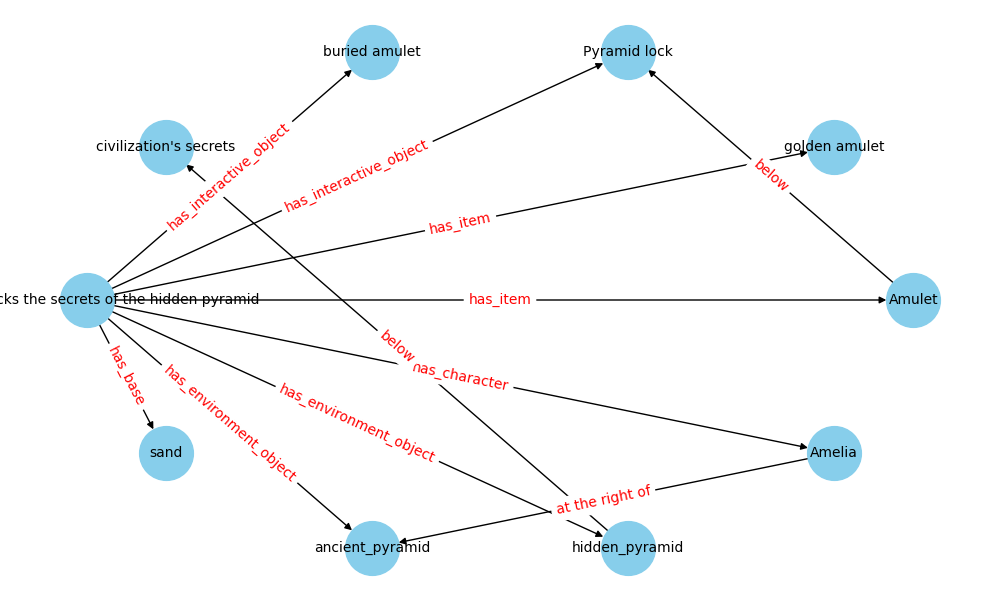 buried amulet
Pyramid lock
civilization's secrets
golden amulet
has_interactive_object
has_interactive_object
below
has_item
cks the secrets of the hidden pyramid
has_item
Amulet
below
has_character
has_base
has_environment_object
has_environment_object
sand
Amelia
at the right of
ancient_pyramid
hidden_pyramid